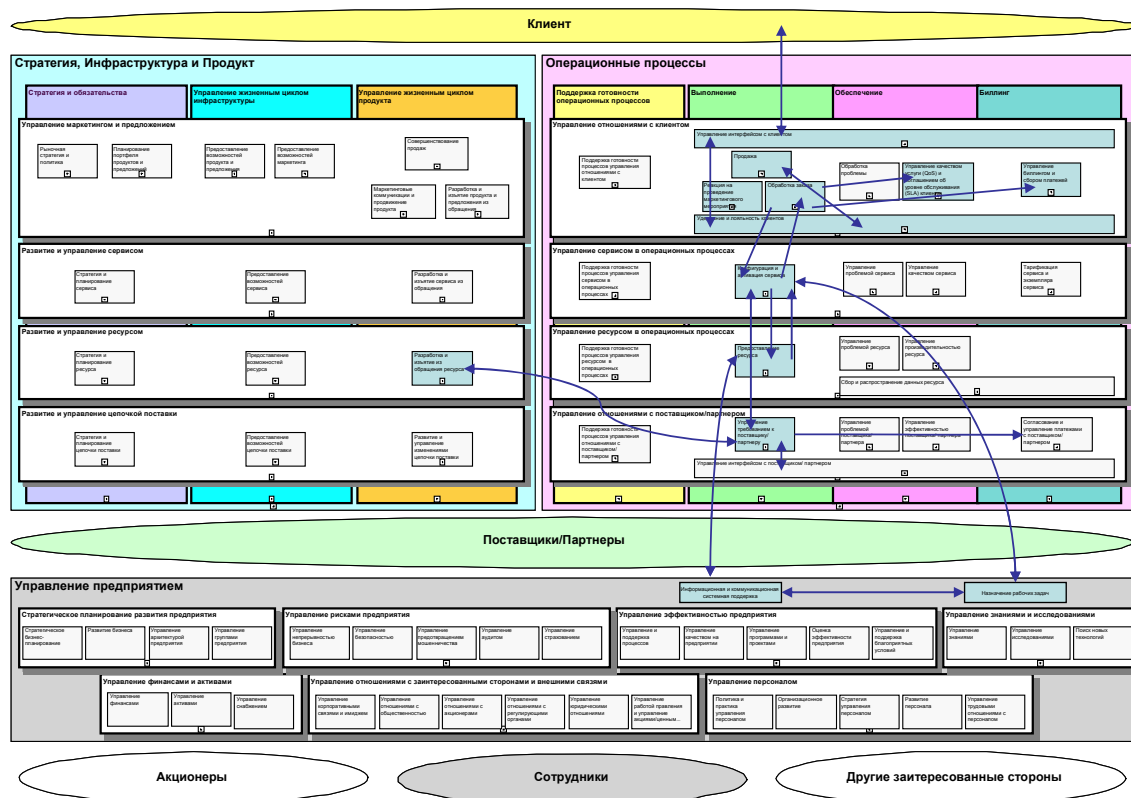 Клиент
Стратегия, Инфраструктура и Продукт
Операционные процессы
Стратегия и обязательства
Управление жизненным циклом
инфраструктуры
Управление жизненным циклом
продукта
Поддержка готовности
операционных процессов
Выполнение
Обеспечение
Биллинг
Управление маркетингом и предложением
Рыночная
стратегия и
политика
Планирование
портфеля
продуктов и
предложений
Предоставление
возможностей
продукта и
предложения
Предоставление
возможностей
маркетинга
Совершенствование
продаж
Маркетинговые
коммуникации и
продвижение
продукта
Разработка и
изъятие продукта и
предложения из
обращения
Управление отношениями с клиентом
Управление интерфейсом с клиентом
Поддержка готовности
процессов управления
отношениями с
клиентом
Продажа
Реакция на
проведение
маркетингового
мероприятия
Обработка заказа
Обработка
проблемы
Управление качеством
услуги (QoS) и
соглашением об
уровне обслуживания
(SLA) клиента
Управление
биллингом и
сбором платежей
Удержание и лояльность клиентов
Развитие и управление сервисом
Стратегия и
планирование
сервиса
Предоставление
возможностей
сервиса
Разработка и
изъятие сервиса из
обращения
Управление сервисом в операционных процессах
Поддержка готовности
процессов управления
сервисом в
операционных
процессах
Конфигурация и
активация сервиса
Управление
проблемой сервиса
Управление
качеством сервиса
Тарификация
сервиса и
экземпляра
сервиса
Развитие и управление ресурсом
Стратегия и
планирование
ресурса
Предоставление
возможностей
ресурса
Разработка и
изъятие из
обращения ресурса
Управление ресурсом в операционных процессах
Поддержка готовности
процессов управления
ресурсом в
операционных
процессах
Предоставление
ресурса
Управление
проблемой ресурса
Управление
производительностью
ресурса
Сбор и распространение данных ресурса
Развитие и управление цепочкой поставки
Стратегия и
планирование
цепочки поставки
Предоставление
возможностей
цепочки поставки
Развитие и
управление
изменениями
цепочки поставки
Управление отношениями с поставщиком/партнером
Поддержка готовности
процессов управления
отношениями с
поставщиком/
партнером
Управление
требованием к
поставщику/
партнеру
Управление
проблемой
поставщика/
партнера
Управление
эффективностью
поставщика/ партнера
Согласование и
управление платежами
с поставщиком/
партнером
Управление интерфейсом с поставщиком/ партнером
Поставщики/Партнеры
Управление предприятием
Информационная и коммуникационная
системная поддержка
Назначение рабочих задач
Стратегическое планирование развития предприятия
Стратегическое
бизнес-
планирование
Развитие бизнеса
Управление
архитектурой
предприятия
Управление
группами
предприятия
Управление рисками предприятия
Управление
непрерывностью
бизнеса
Управление
безопасностью
Управление
предотвращением
мошенничества
Управление
аудитом
Управление
страхованием
Управление эффективностью предприятия
Управление и
поддержка
процессов
Управление
качеством на
предприятии
Управление
программами и
проектами
Оценка
эффективности
предприятия
Управление и
поддержка
благоприятных
условий
Управление знаниями и исследованиями
Управление
знаниями
Управление
исследованиями
Поиск новых
технологий
Управление финансами и активами
Управление
финансами
Управление
активами
Управление
снабжением
Управление отношениями с заинтересованными сторонами и внешними связями
Управление
корпоративными
связями и имиджем
Управление
отношениями с
общественностью
Управление
отношениями с
акционерами
Управление
отношениями с
регулирующими
органами
Управление
юридическими
отношениями
Управление
работой правления
и управление
акциями/ценным...
Управление персоналом
Политика и
практика
управления
персоналом
Организационное
развитие
Стратегия
управления
персоналом
Развитие
персонала
Управление
трудовыми
отношениями с
персоналом
Акционеры
Сотрудники
Другие заитересованные стороны